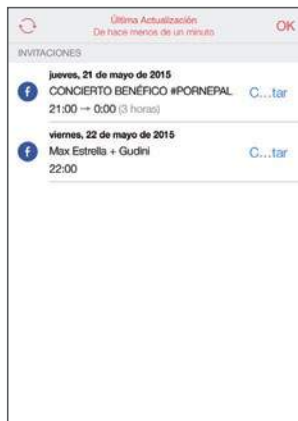 Última Actualización
De hace menos de un minuto
OK
INVITACIONES
jueves, 21 de mayo de 2015
CONCIERTO BENÉFICO #PORNEPAL
C...tar
21:00 → 0:00 (3 horas)
viernes, 22 de mayo de 2015
Max Estrella + Gudini
C...tar
22:00